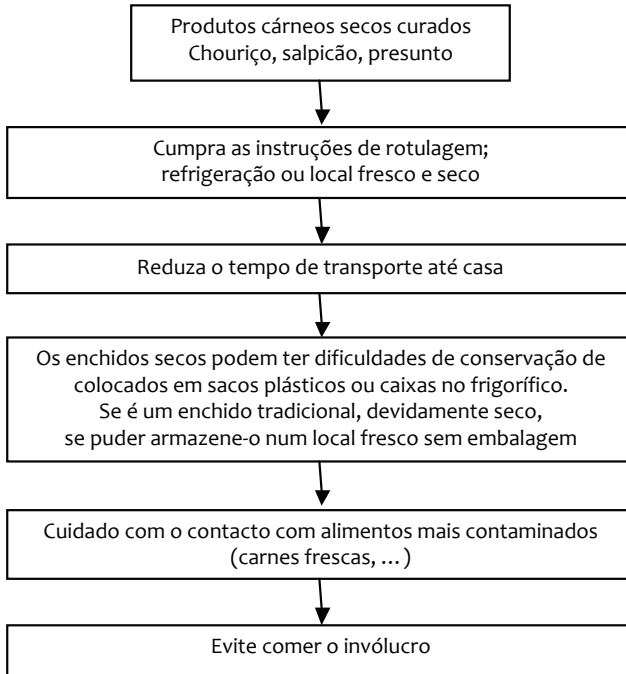 Produtos cárneos secos curados
Chouriço, salpicão, presunto
Cumpra as instruções de rotulagem;
refrigeração ou local fresco e seco
Reduza o tempo de transporte até casa
Os enchidos secos podem ter dificuldades de conservação de
colocados em sacos plásticos ou caixas no frigorífico.
Se é um enchido tradicional, devidamente seco,
se puder armazene-o num local fresco sem embalagem
Cuidado com o contacto com alimentos mais contaminados
(carnes frescas, ... )
Evite comer o invólucro